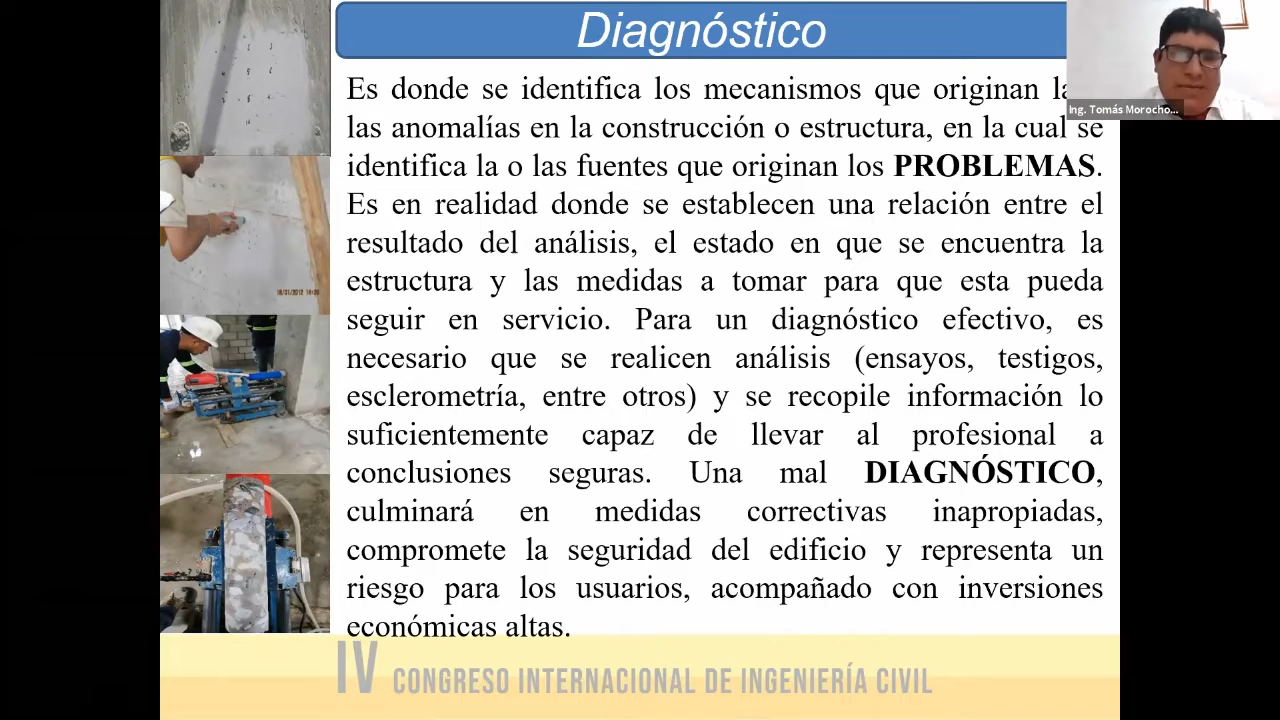 Diagnóstico
Es donde se identifica los mecanismos que originan
las anomalías en la construcción o estructura, en la cual se
identifica la o las fuentes que originan los PROBLEMAS.
Es en realidad donde se establecen una relación entre el
resultado del análisis, el estado en que se encuentra la
estructura y las medidas a tomar para que esta pueda
seguir en servicio. Para un diagnóstico efectivo, es
necesario que se realicen análisis (ensayos, testigos,
esclerometría, entre otros) y se recopile información lo
suficientemente capaz de llevar al profesional a
conclusiones seguras. Una mal DIAGNÓSTICO,
culminará en medidas correctivas inapropiadas,
compromete la seguridad del edificio y representa un
riesgo para los usuarios, acompañado con inversiones
económicas altas.
IV CONGRESO INTERNACIONAL DE INGENIERÍA CIVIL
Ing. Tomás Morocho...